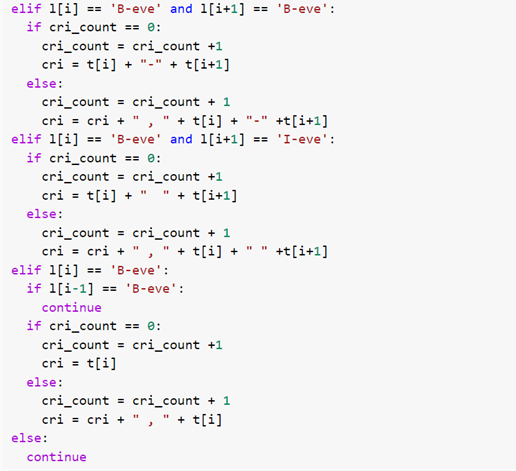 elif l[i] == 'B-eve' and l[i+1] == 'B-eve':
  if cri_count == 0:
    cri_count = cri_count +1
    cri = t[i] + "-" + t[i+1]
  else:
    cri_count = cri_count + 1
    cri = cri + " , " + t[i] + "-" +t[i+1]
elif l[i] == 'B-eve' and l[i+1] == 'I-eve':
  if cri_count == 0:
    cri_count = cri_count +1
    cri = t[i] + "  " + t[i+1]
  else:
    cri_count = cri_count + 1
    cri = cri + " , " + t[i] + " " +t[i+1]
elif l[i] == 'B-eve':
  if l[i-1] == 'B-eve':
    continue
  if cri_count == 0:
    cri_count = cri_count +1
    cri = t[i]
  else:
    cri_count = cri_count + 1
    cri = cri + " , " + t[i]
else:
  continue